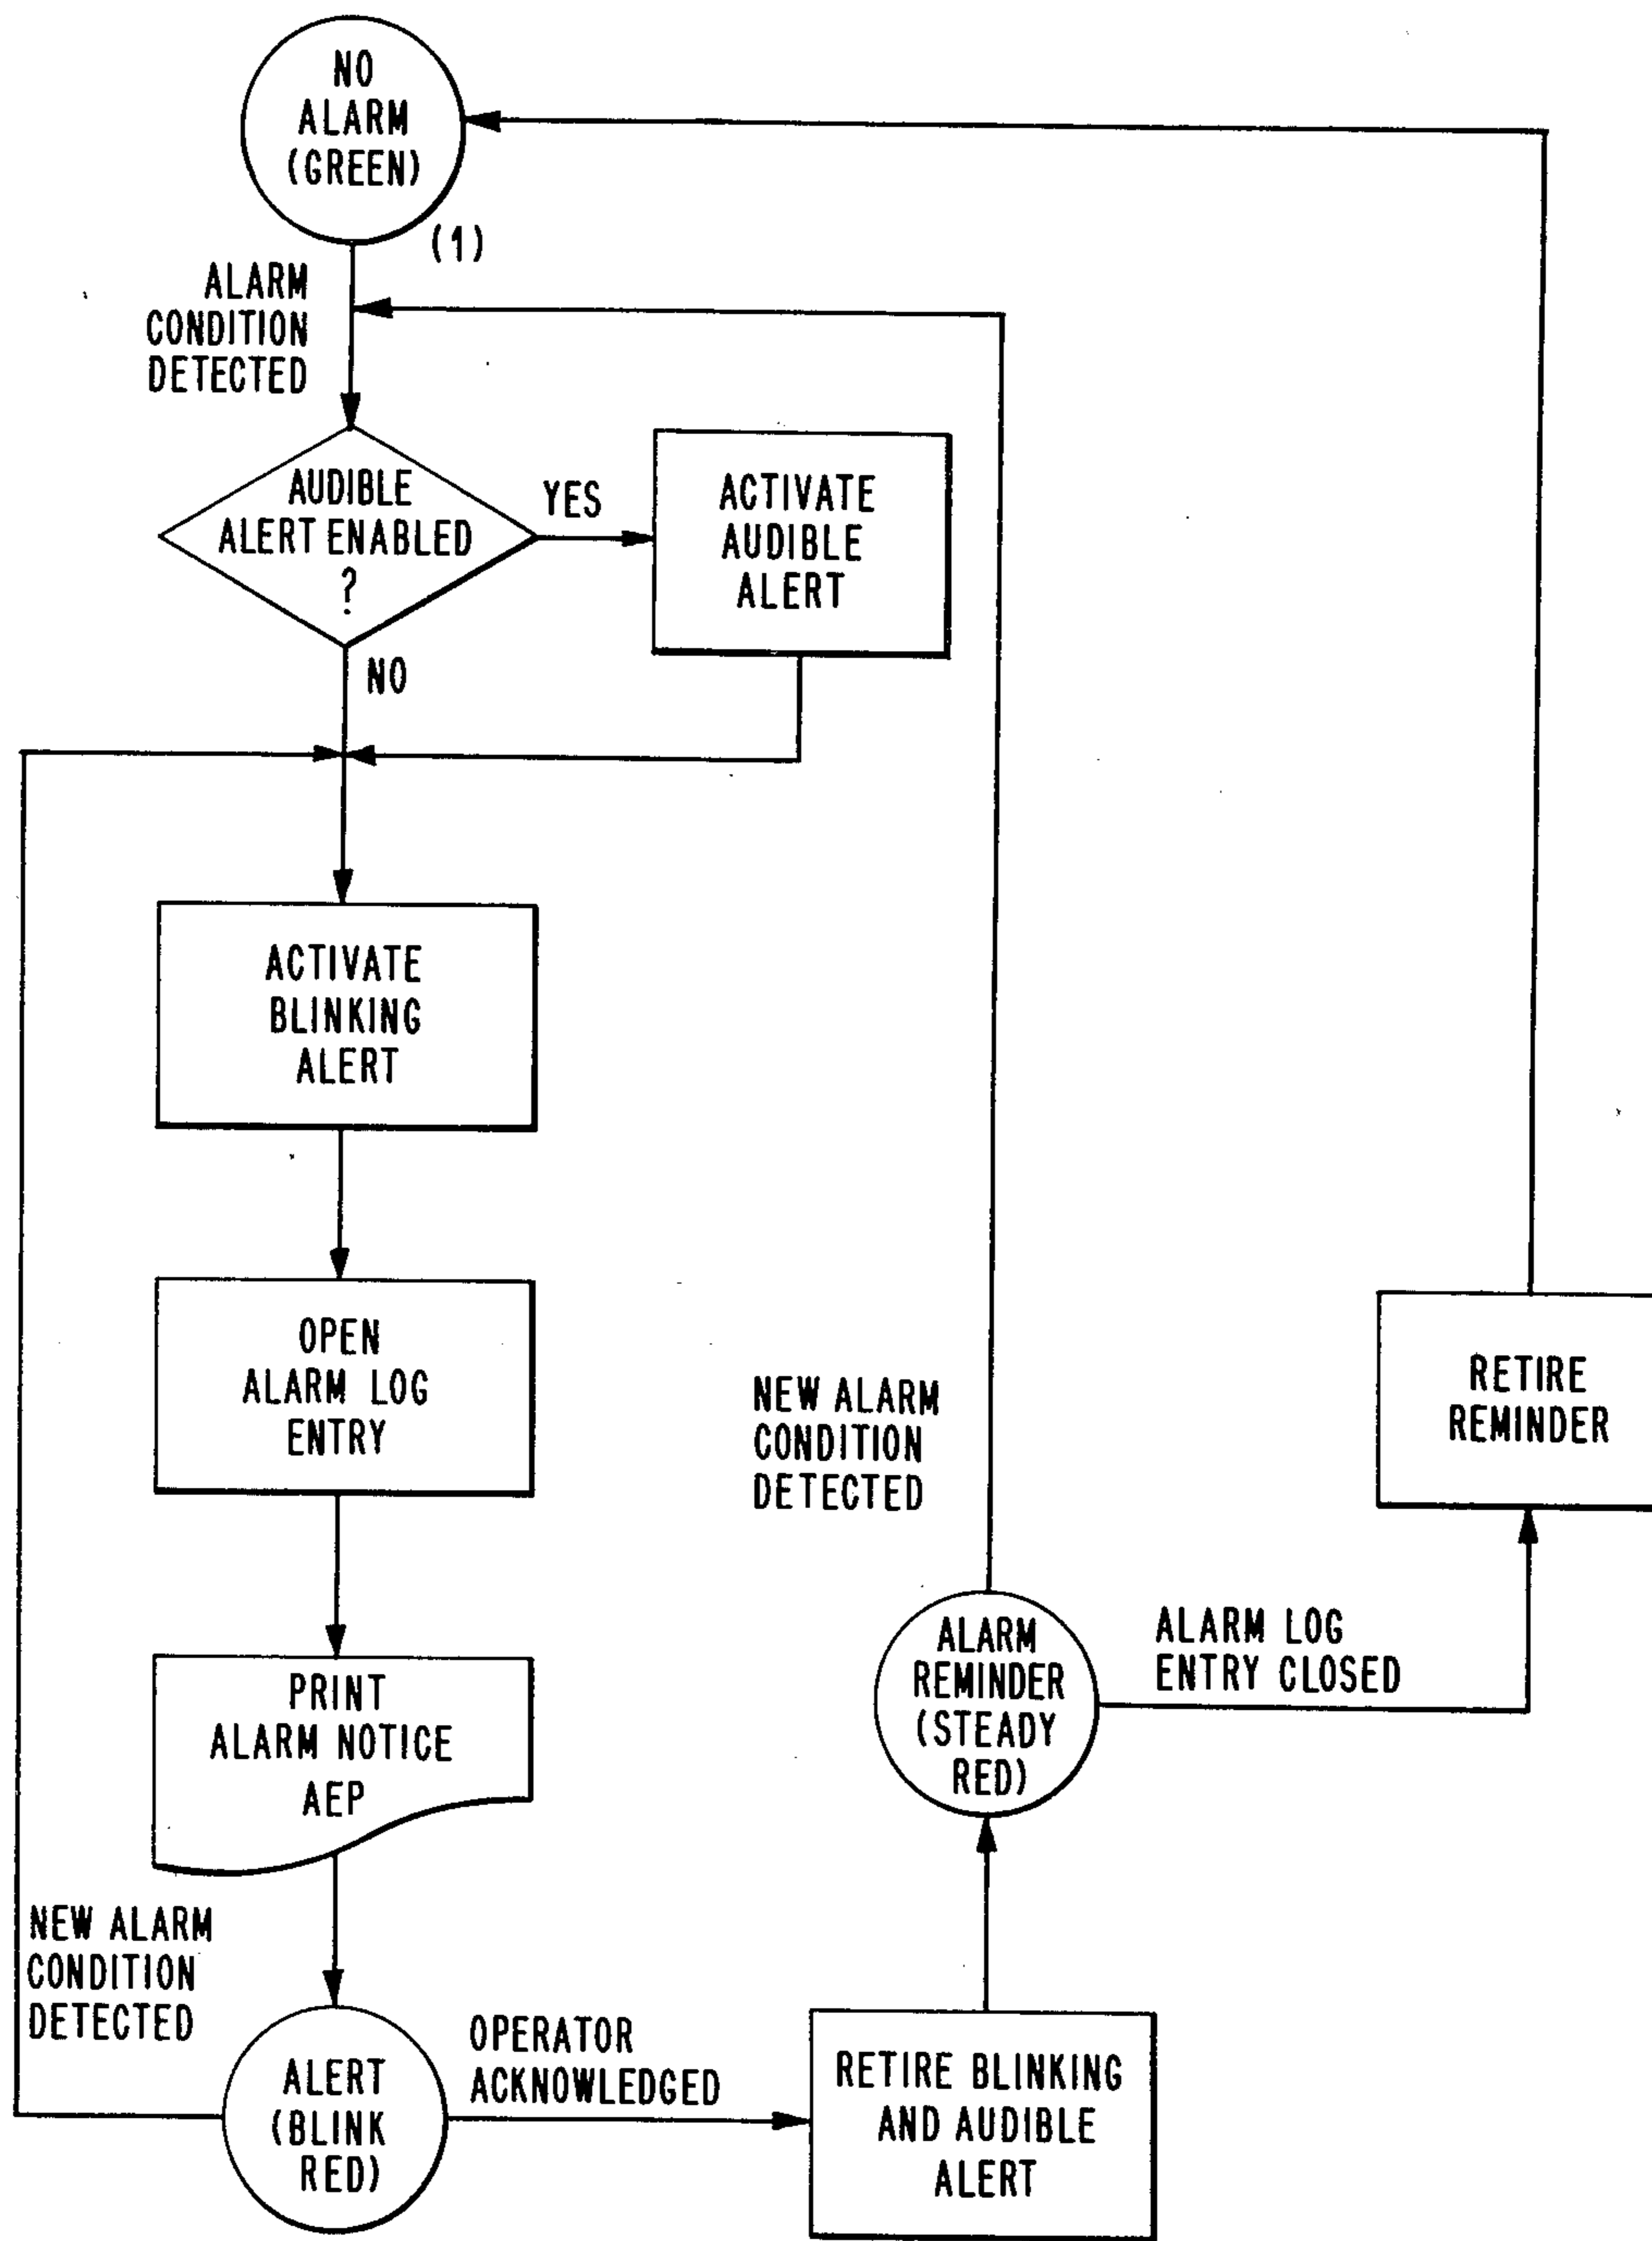 NO
ALARM
(GREEN)
(1)
ALARM
CONDITION
DETECTED
AUDIBLE
ALERT ENABLED
?
YES
ACTIVATE
AUDIBLE
ALERT
NO
ACTIVATE
BLINKING
ALERT
OPEN
ALARM LOG
ENTRY
PRINT
ALARM NOTICE
AEP
NEW ALARM
CONDITION
DETECTED
ALERT
(BLINK
RED)
OPERATOR
ACKNOWLEDGED
RETIRE BLINKING
AND AUDIBLE
ALERT
ALARM
REMINDER
(STEADY
RED)
NEW ALARM
CONDITION
DETECTED
ALARM LOG
ENTRY CLOSED
RETIRE
REMINDER